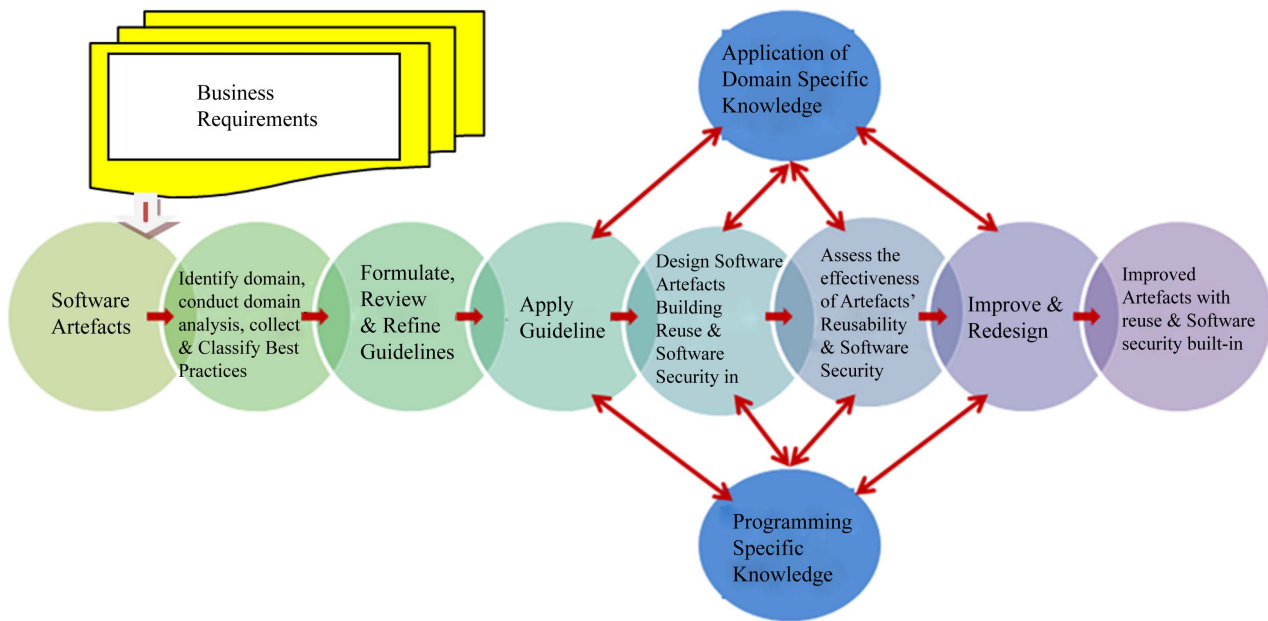 Business
Requirements
Application of
Domain Specific
Knowledge
Software
Artefacts
Identify domain,
conduct domain
analysis, collect
& Classify Best
Practices
Formulate,
Review
& Refine
Guidelines
Apply
Guideline
Design Software
Artefacts
Building
Reuse &
Software
Security in
Assess the
effectiveness
of Artefacts’
Reusability
& Software
Security
Improve &
Redesign
Improved
Artefacts with
reuse & Software
security built-in
Programming
Specific
Knowledge